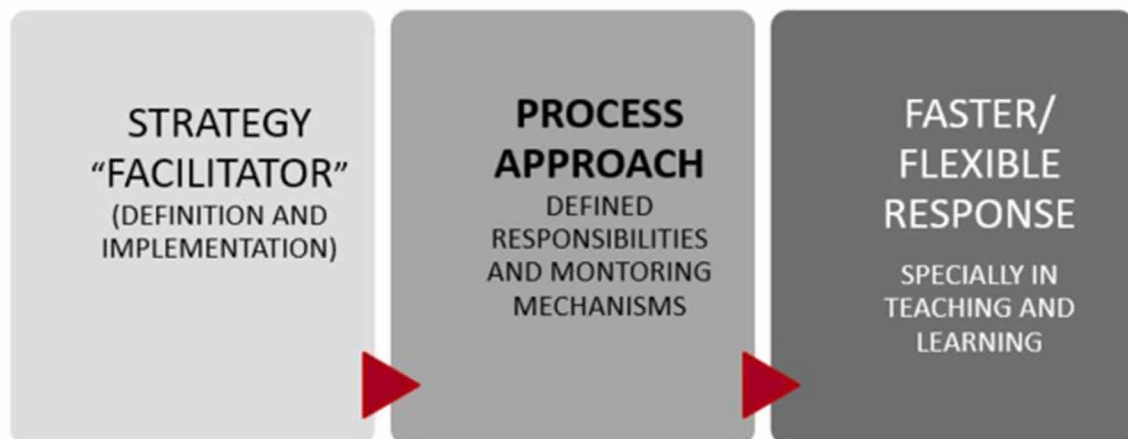 STRATEGY
“FACILITATOR”
(DEFINITION AND
IMPLEMENTATION)
PROCESS
APPROACH
DEFINED
RESPONSIBILITIES
AND MONTORING
MECHANISMS
FASTER/
FLEXIBLE
RESPONSE
SPECIALLY IN
TEACHING AND
LEARNING